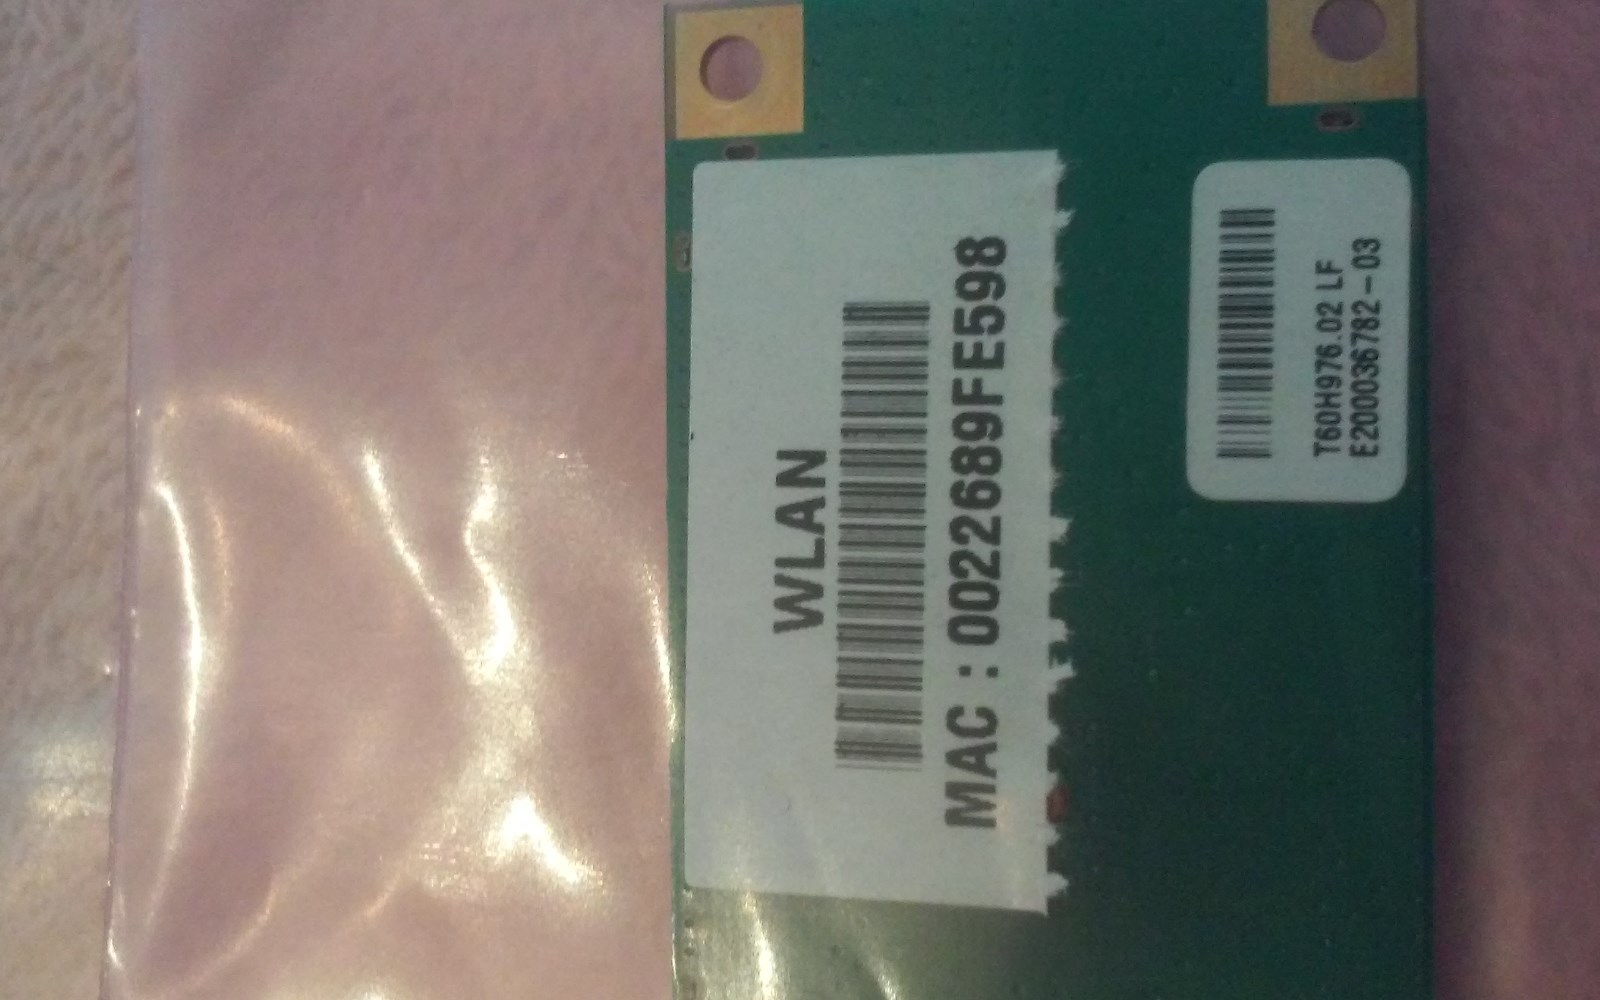 WLAN
MAC : 0022689FE598
T60H976.02 LF
E200036782-03